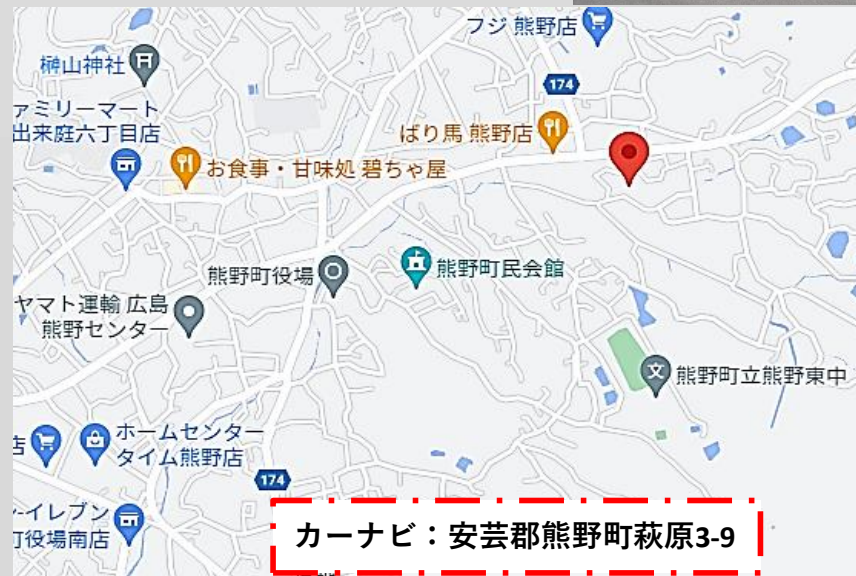 フジ 熊野店
榊山神社
174
ァミリーマート
出来庭六丁目店
ばり馬 熊野店
お食事・甘味処 碧ちゃ屋
熊野町役場
熊野町民会館
ヤマト運輸 広島
熊野センター
熊野町立熊野東中
ホームセンター
タイム熊野店
店
174
ン-イレブン
町役場南店
カーナビ:安芸郡熊野町萩原3-9